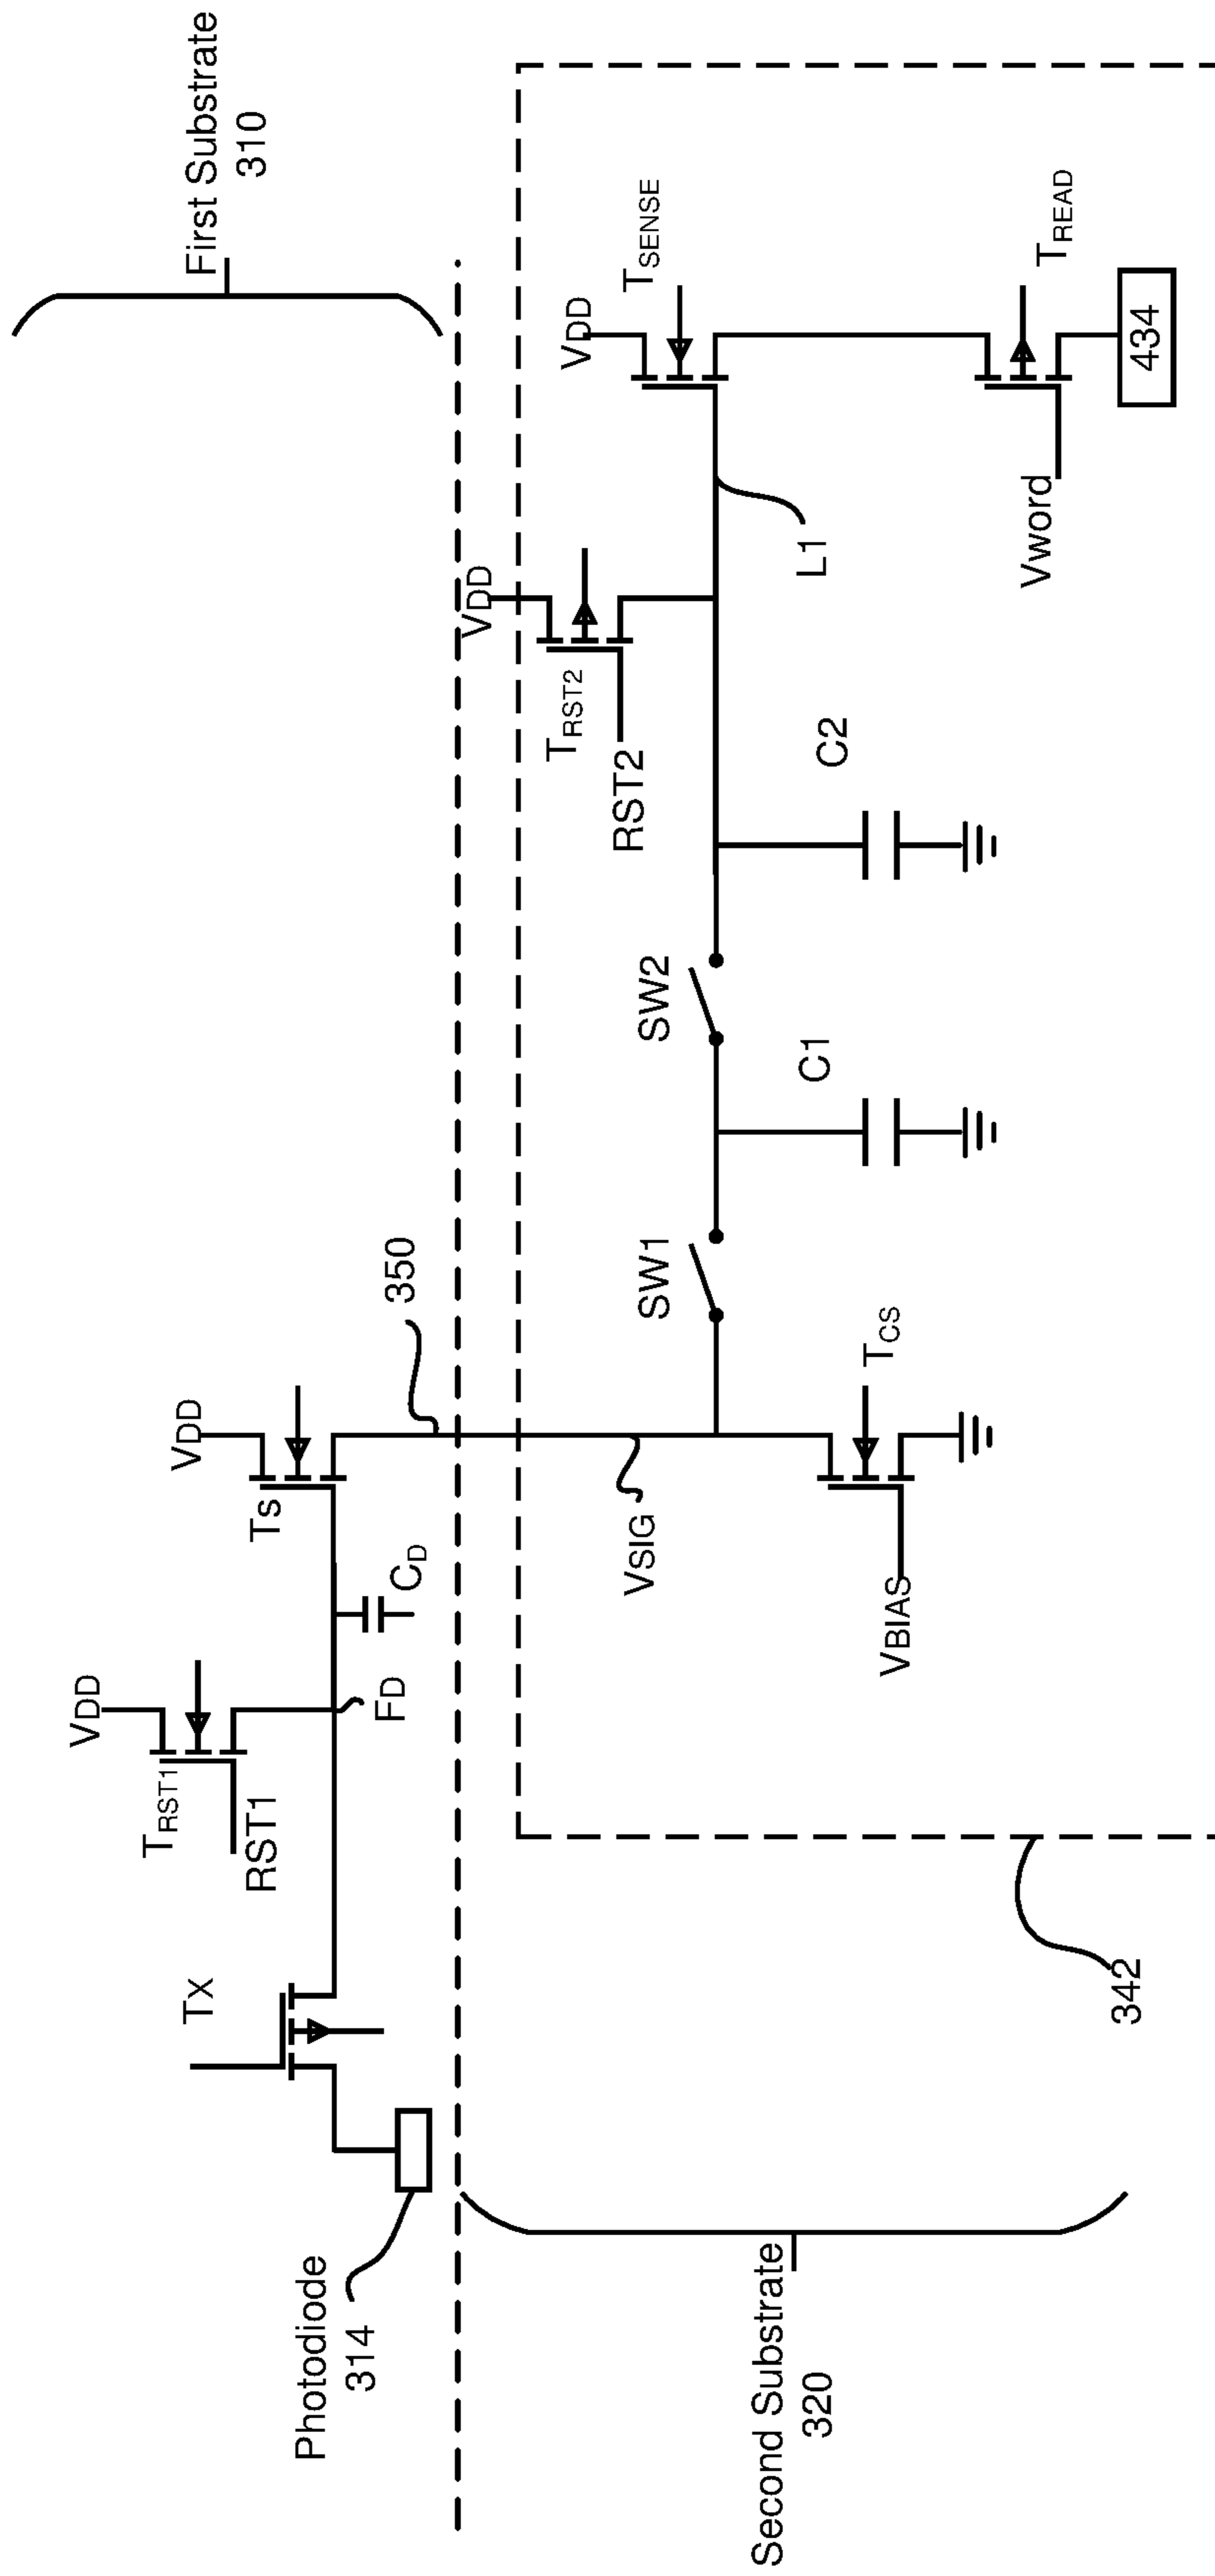 First Substrate
310
VDD
TRST1
RST1
VDD
Ts
TX
FD
CD
350
Photodiode
314
VDD
TRST2
RST2
VDD
TSENSE
SW1
SW2
VSIG
L1
C1
C2
TCS
VBIAS
Vword
TREAD
434
342
Second Substrate
320